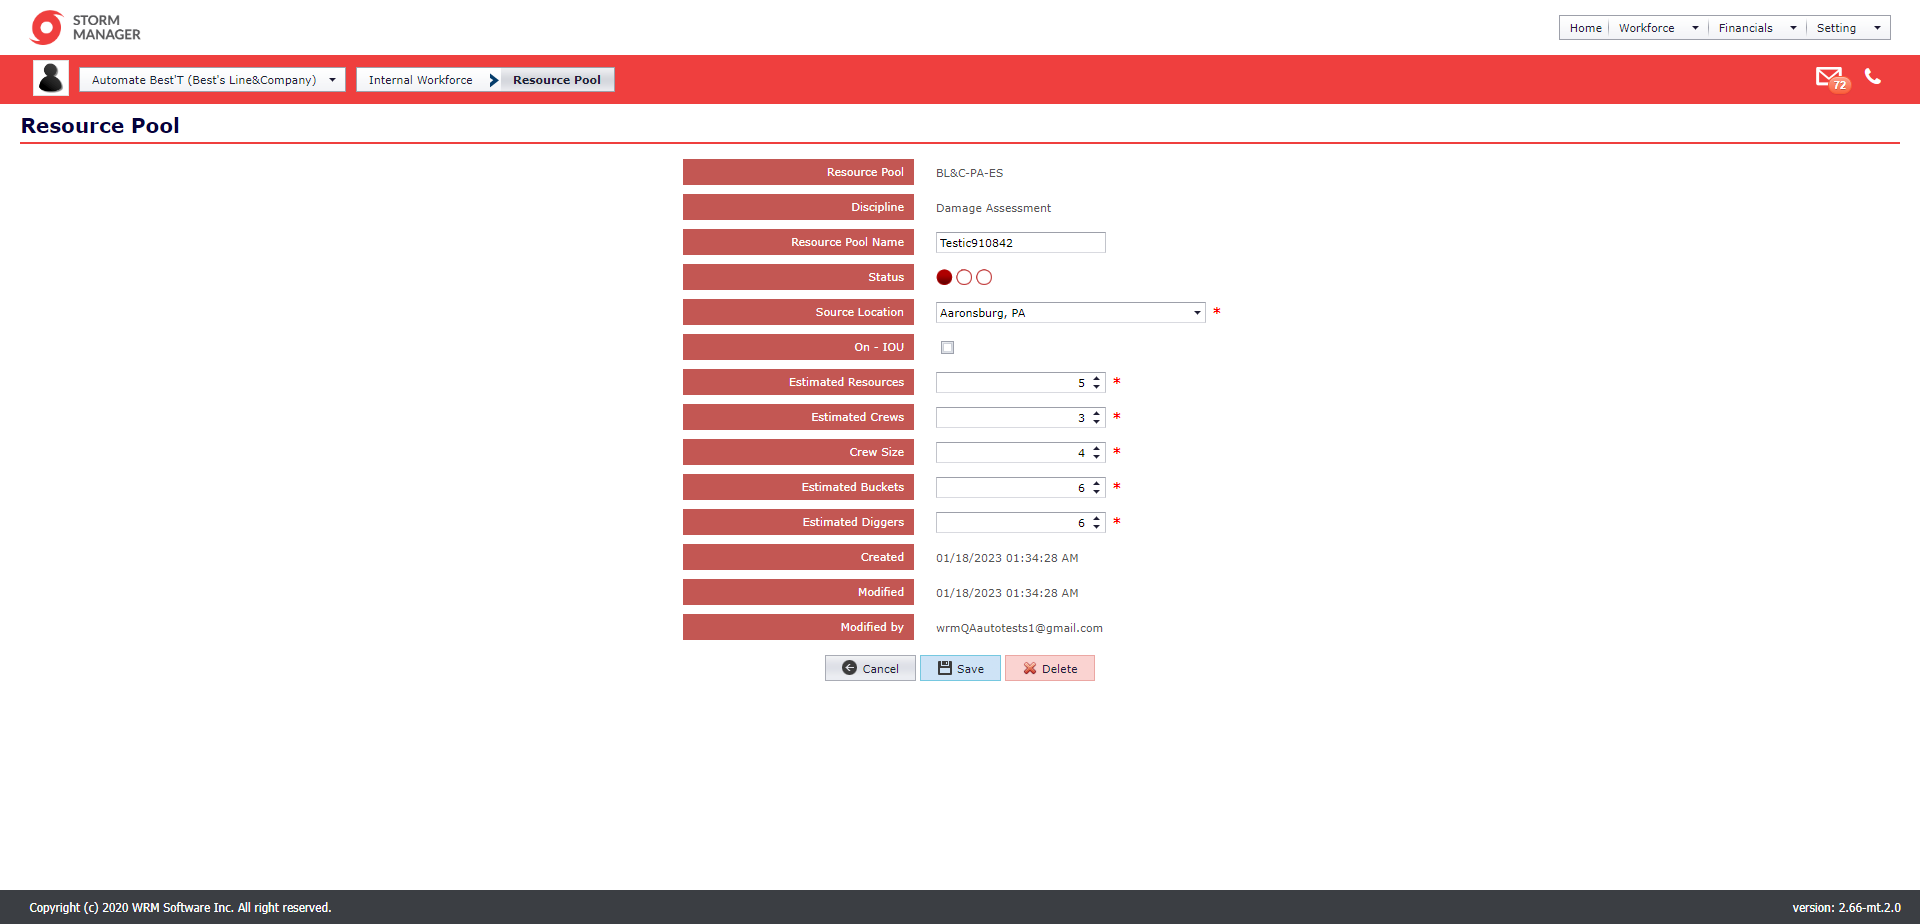 STORM
MANAGER
Home
Workforce
Financials
Setting
Automate Best'T (Best's Line&Company)
Internal Workforce
Resource Pool
72
Resource Pool
Resource Pool
BL&C-PA-ES
Discipline
Damage Assessment
Resource Pool Name
Testic910842
Status
Source Location
Aaronsburg, PA
*
On - IOU
Estimated Resources
5
*
Estimated Crews
3
*
Crew Size
4
*
Estimated Buckets
6
*
Estimated Diggers
6
*
Created
01/18/2023 01:34:28 AM
Modified
01/18/2023 01:34:28 AM
Modified by
wrmQAautotests1@gmail.com
Cancel
Save
Delete
Copyright (c) 2020 WRM Software Inc. All right reserved.
version: 2.66-mt.2.0